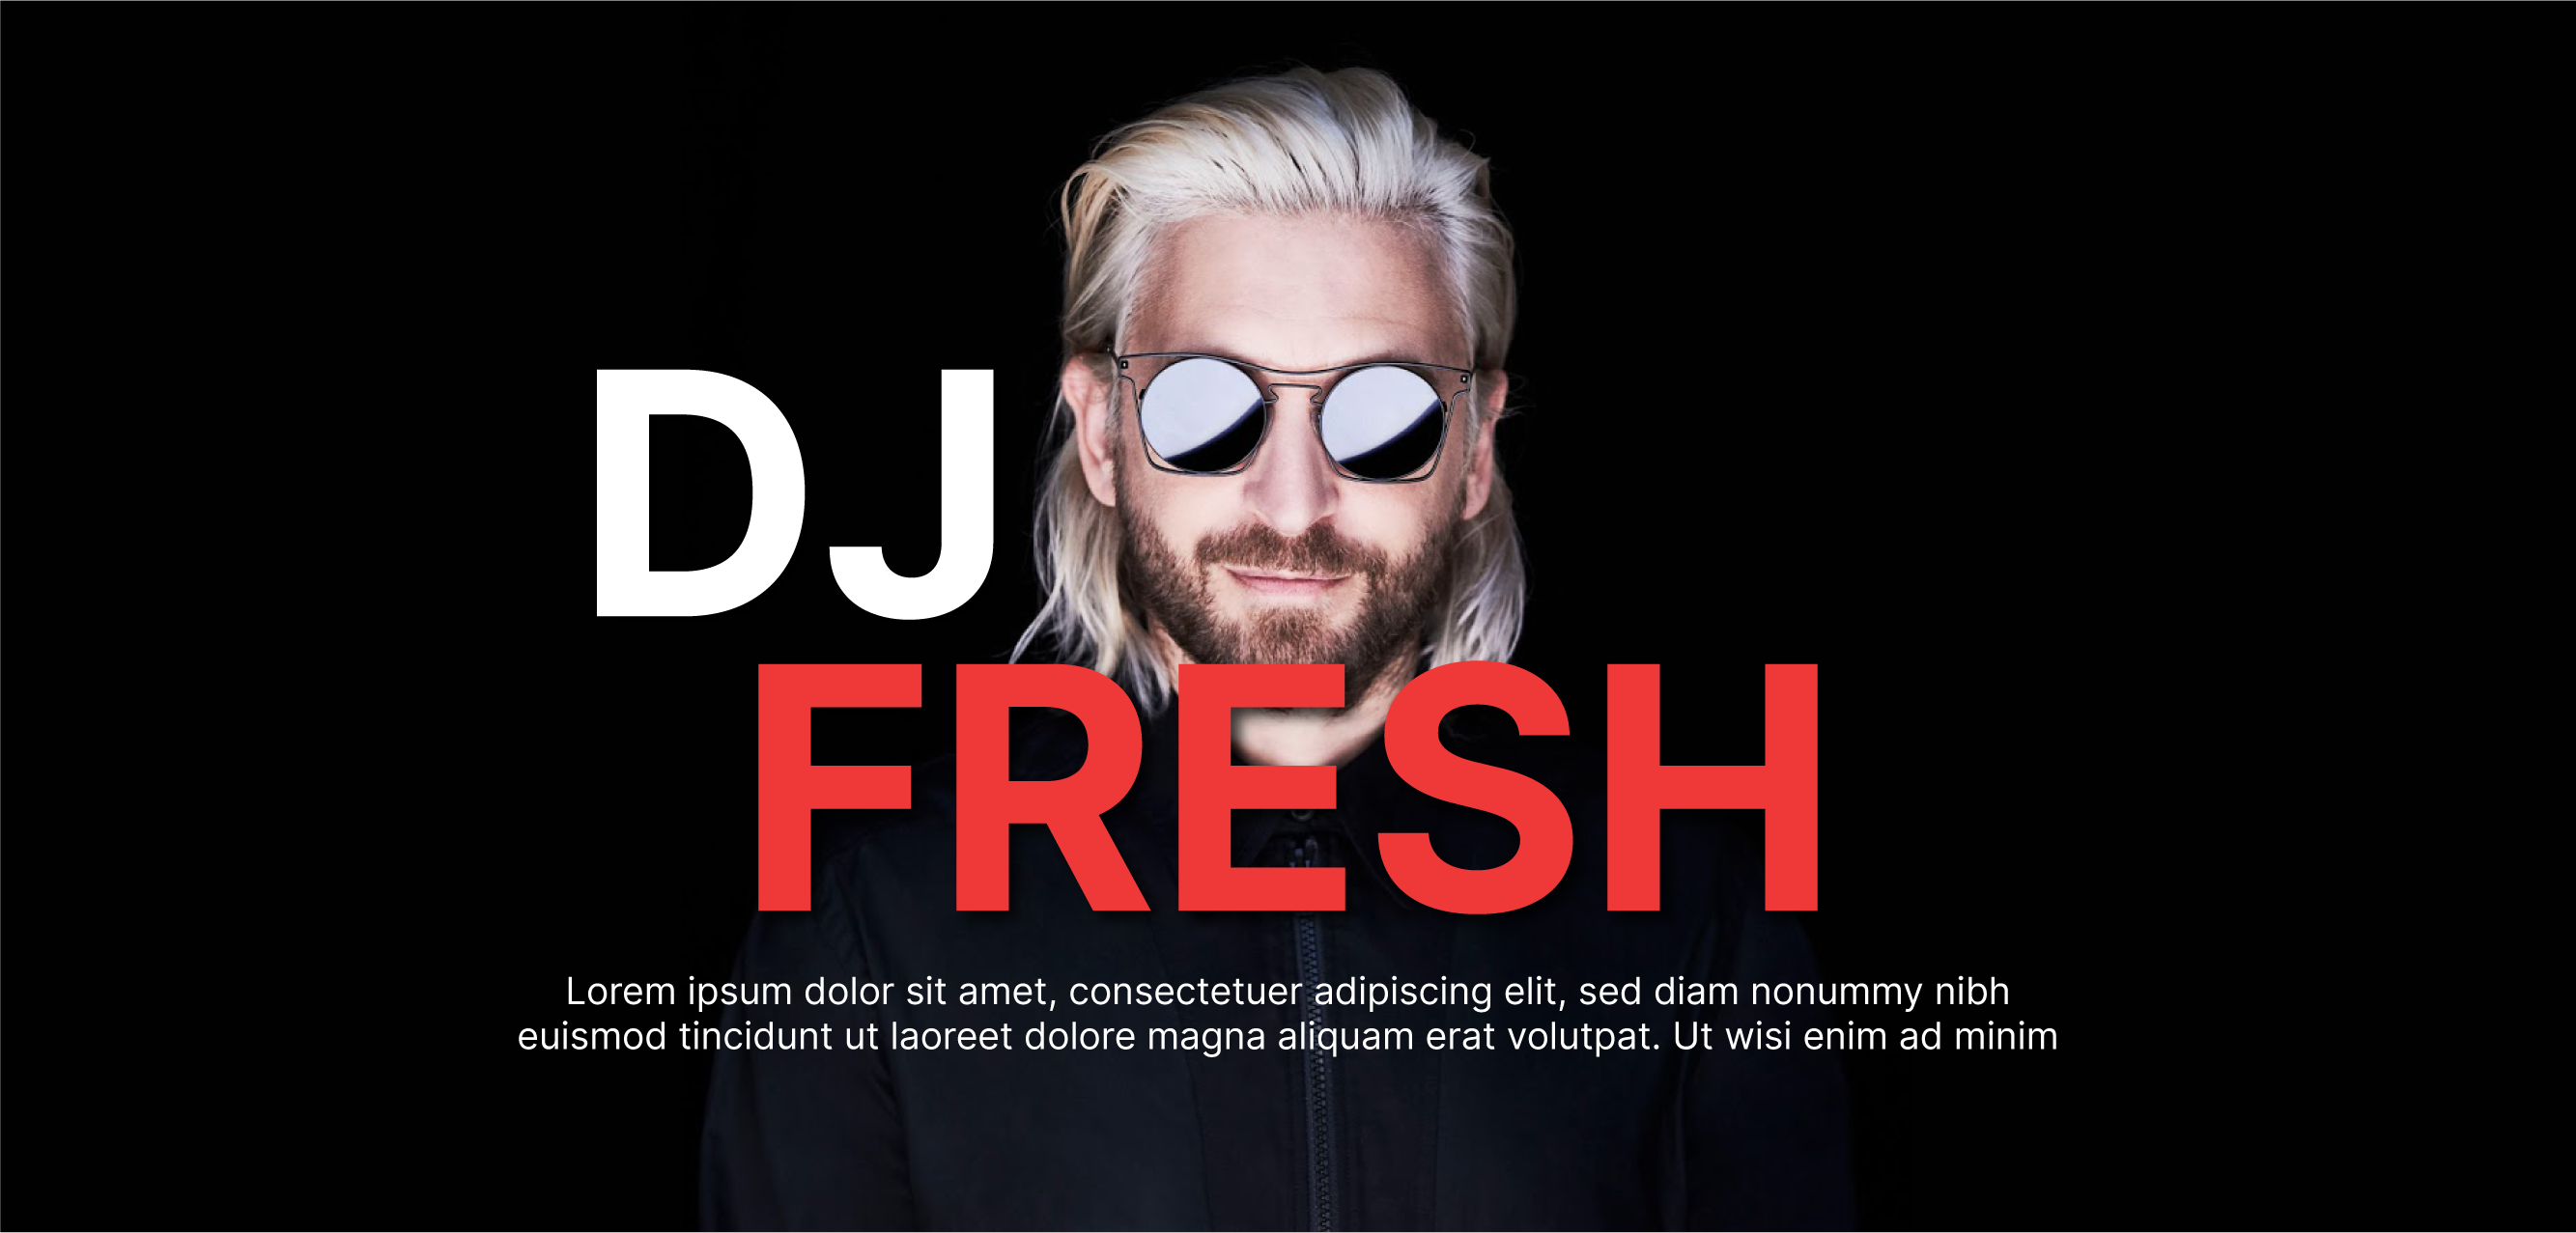 DJ
FRESH
Lorem ipsum dolor sit amet, consectetuer adipiscing elit, sed diam nonummy nibh
euismod tincidunt ut laoreet dolore magna aliquam erat volutpat. Ut wisi enim ad minim